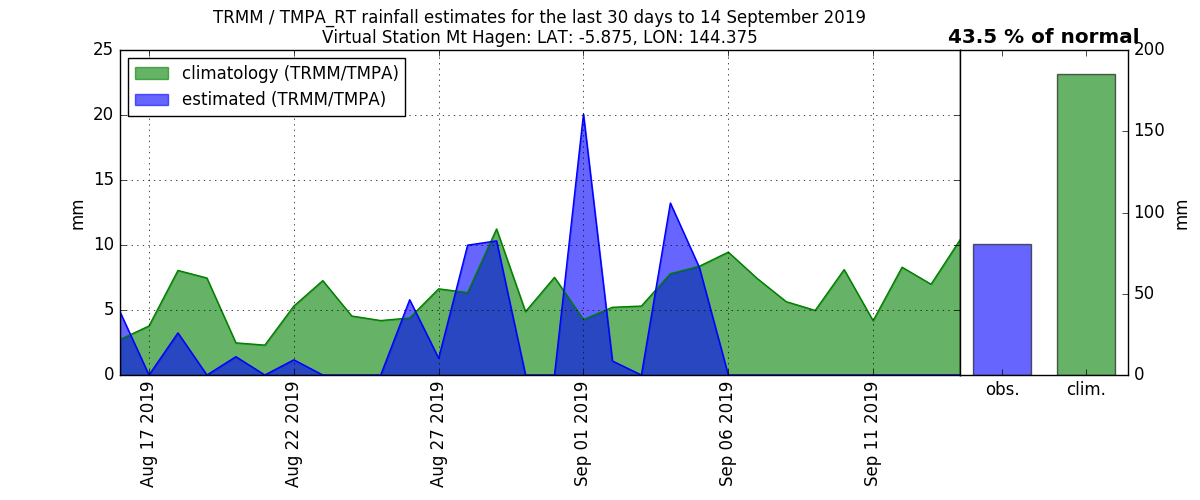 TRMM / TMPA_RT rainfall estimates for the last 30 days to 14 September 2019
Virtual Station Mt Hagen: LAT: -5.875, LON: 144.375
43.5 % of normal
climatology (TRMM/TMPA)
estimated (TRMM/TMPA)
25
20
15
10
5
0
mm
Aug 17 2019
Aug 22 2019
Aug 27 2019
Sep 01 2019
Sep 06 2019
Sep 11 2019
200
150
100
50
0
mm
obs.
clim.